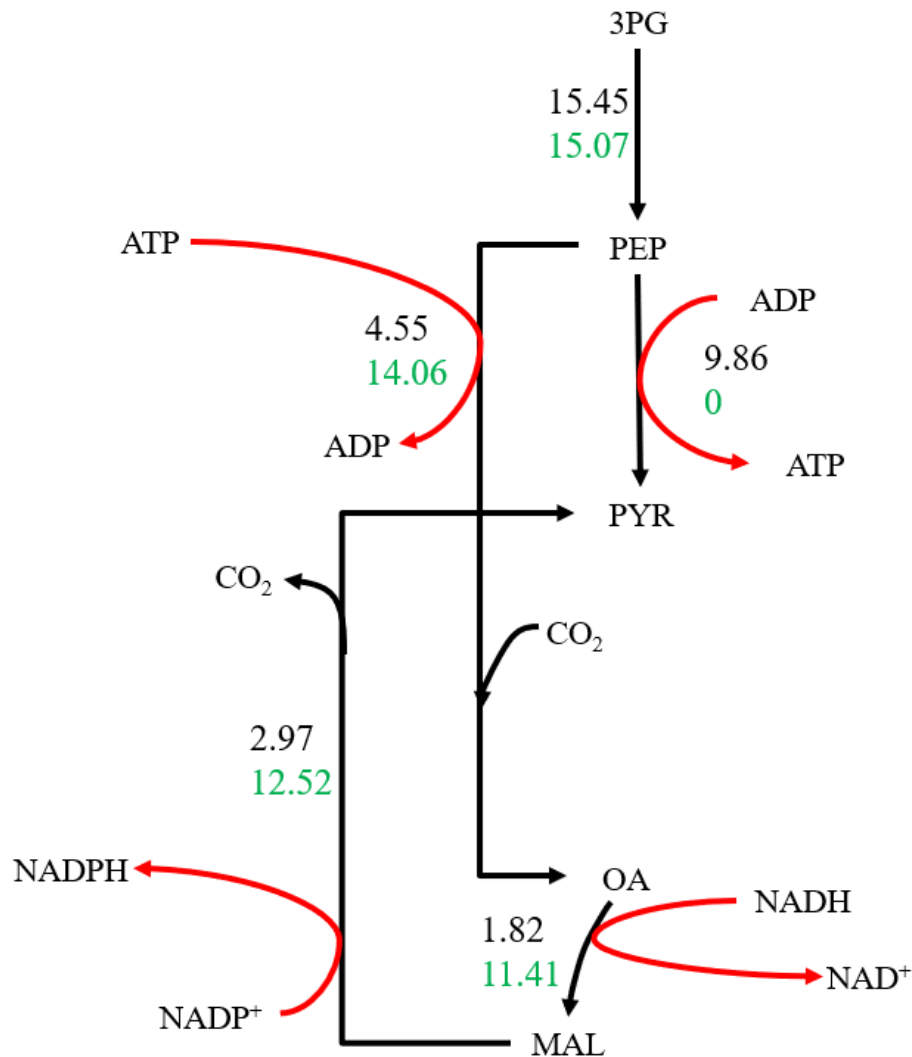 3PG
15.45
15.07
ATP
PEP
ADP
4.55
14.06
9.86
0
ADP
ATP
PYR
CO₂
CO₂
2.97
12.52
NADPH
OA
NADH
1.82
11.41
NAD⁺
NADP⁺
MAL